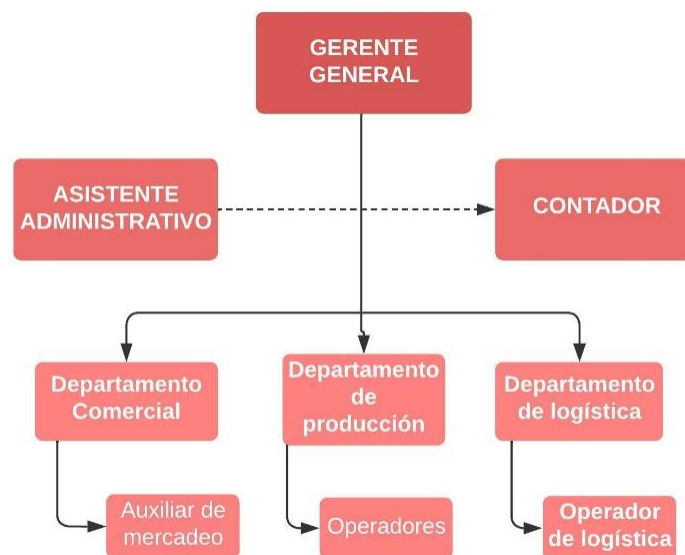 GERENTE
GENERAL
ASISTENTE
ADMINISTRATIVO
CONTADOR
Departamento
Comercial
Departamento
de
producción
Departamento
de logística
Auxiliar de
mercadeo
Operadores
Operador
de logística